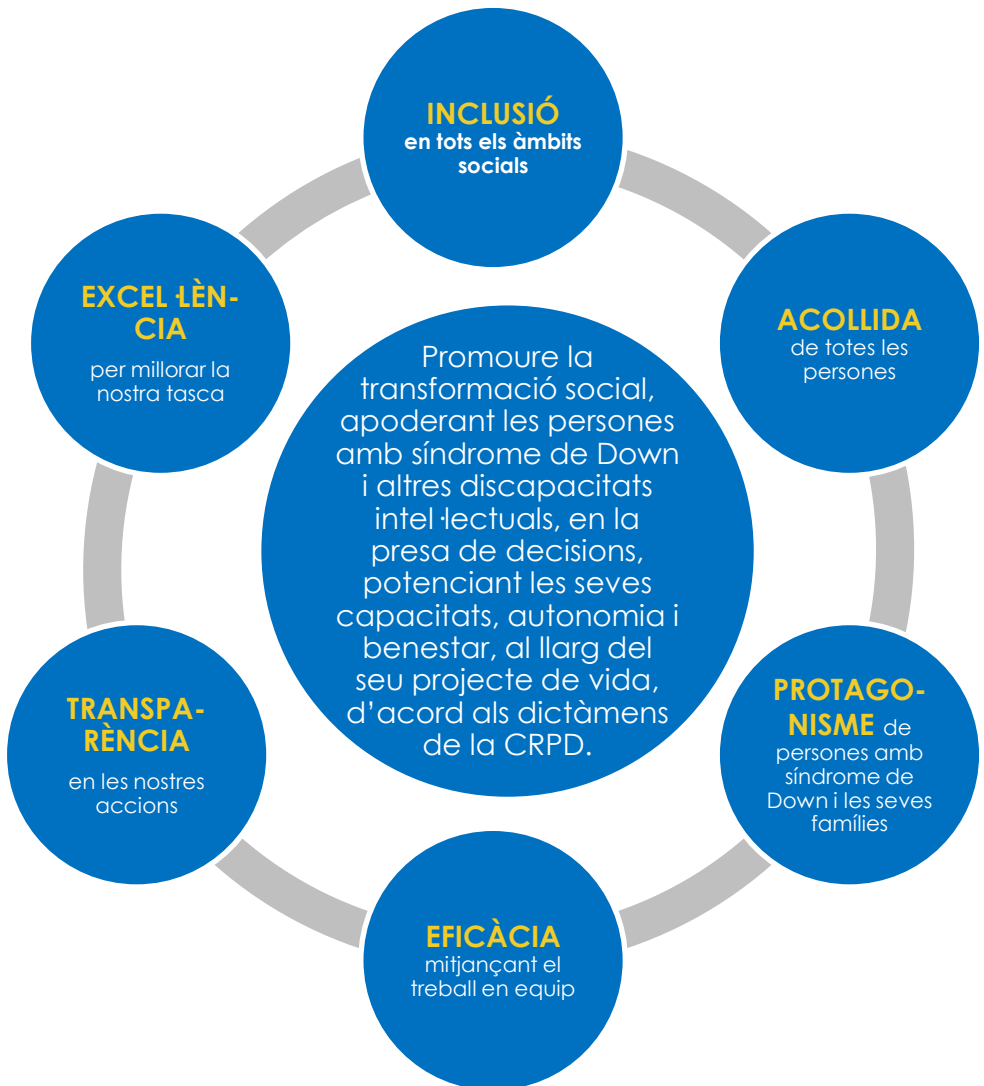 INCLUSIÓ
en tots els àmbits
socials
ACOLLIDA
de totes les
persones
PROTAGO-
NISME de
persones amb
síndrome de
Down i les seves
famílies
EFICÀCIA
mitjançant el
treball en equip
TRANSPA-
RÈNCIA
en les nostres
accions
EXCEL·LÈN-
CIA
per millorar la
nostra tasca
Promoure la
transformació social,
apoderant les persones
amb síndrome de Down
i altres discapacitats
intel·lectuals, en la
presa de decisions,
potenciant les seves
capacitats, autonomia i
benestar, al llarg del
seu projecte de vida,
d’acord als dictàmens
de la CRPD.